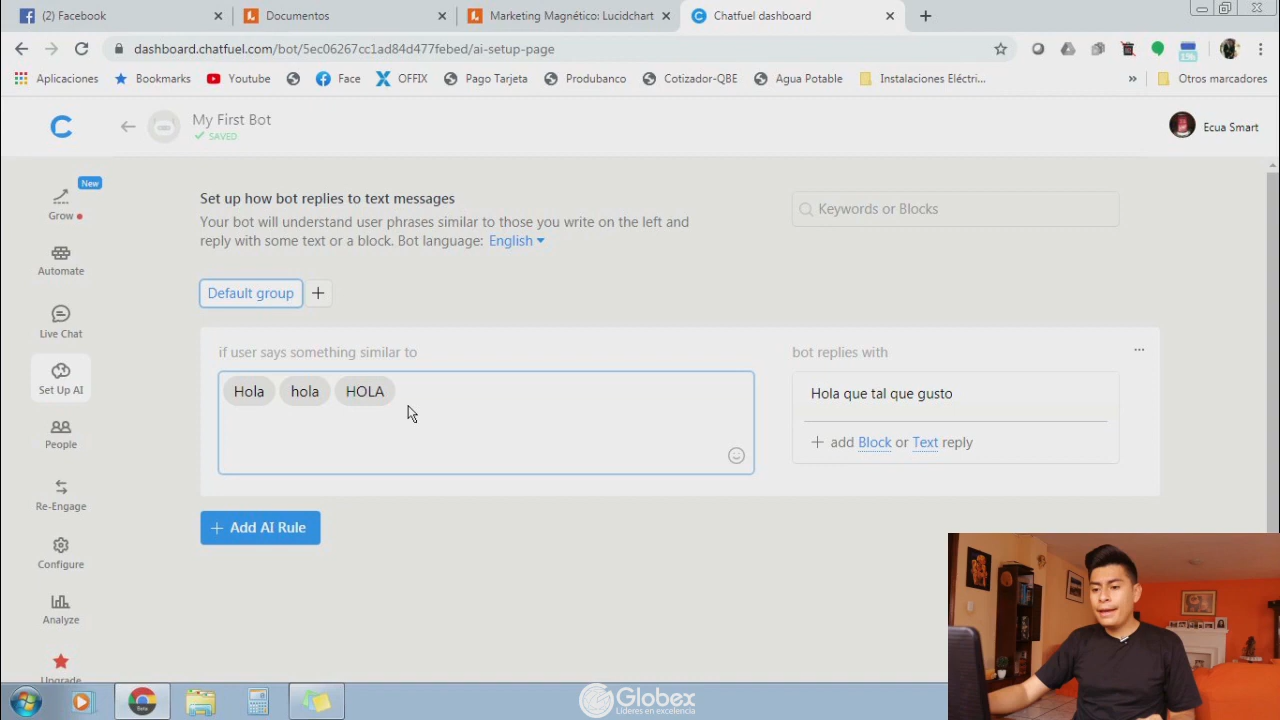 (2) Facebook
Documentos
Marketing Magnético: Lucidchart
Chatfuel dashboard
dashboard.chatfuel.com/bot/5ec06267cc1ad84d477febed/ai-setup-page
1%
Aplicaciones
Bookmarks
Youtube
Face
OFFIX
Pago Tarjeta
Produbanco
Cotizador-QBE
Agua Potable
Instalaciones Eléctri...
»
Otros marcadores
My First Bot
SAVED
Ecua Smart
New
Grow
Automate
Live Chat
Set Up AI
People
Re-Engage
Configure
Analyze
Upgrade
Set up how bot replies to text messages
Your bot will understand user phrases similar to those you write on the left and
reply with some text or a block. Bot language: English
Keywords or Blocks
Default group
+
if user says something similar to
Hola hola HOLA
bot replies with
...
Hola que tal que gusto
+ add Block or Text reply
+ Add AI Rule
Globex
Líderes en excelencia